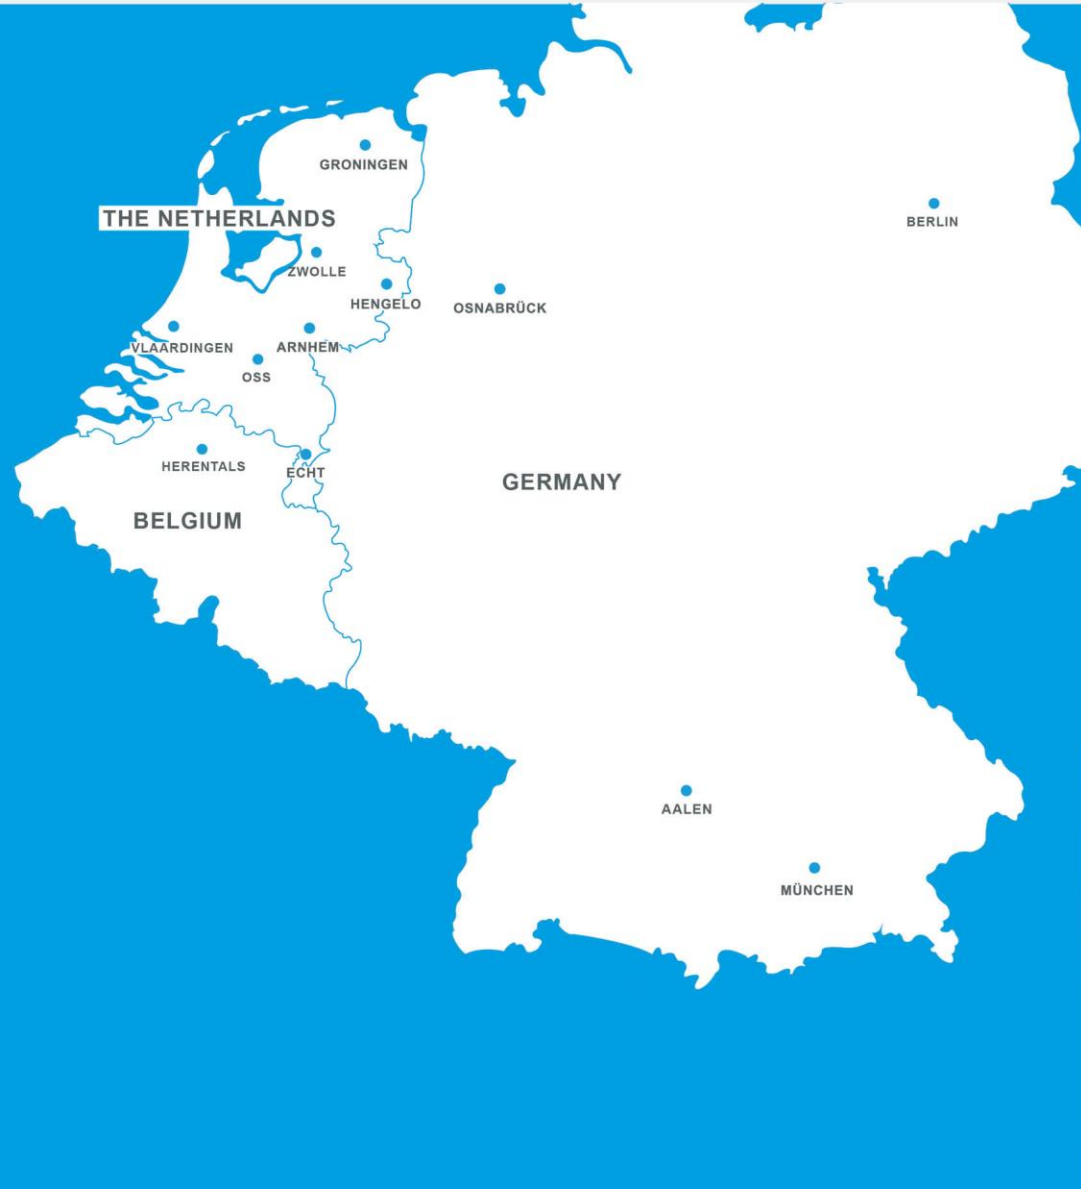 GRONINGEN
THE NETHERLANDS
BERLIN
ZWOLLE
HENGELO
OSNABRÜCK
VLAARDINGEN
ARNHEM
OSS
HERENTALS
ECHT
GERMANY
BELGIUM
AALEN
MÜNCHEN